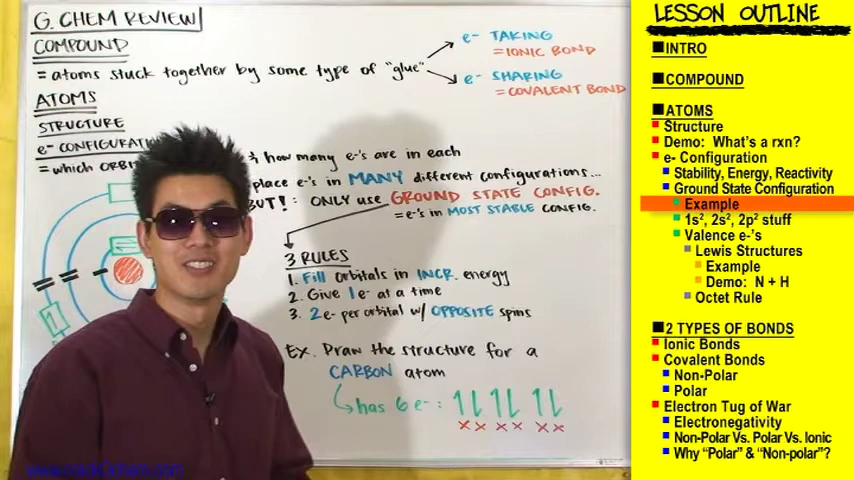 G. CHEM REVIEW
COMPOUND
= atoms stuck together by some type of "glue"
e- TAKING
= IONIC BOND
e- SHARING
= COVALENT BOND
ATOMS
STRUCTURE
e- CONFIGURATI
= which ORBI
how many e-'s are in each
place e-'s in MANY different configurations...
BUT!: ONLY use GROUND STATE CONFIG.
= e-'s in MOST STABLE CONFIG.
3 RULES
1. Fill orbitals in INCR. energy
2. Give 1 e- at a time
3. 2 e- per orbital w/ OPPOSITE spins
EX. Draw the structure for a
CARBON atom
has 6 e-:
LESSON OUTLINE
INTRO
COMPOUND
ATOMS
Structure
Demo: What's a rxn?
e- Configuration
Stability, Energy, Reactivity
Ground State Configuration
Example
1s², 2s², 2p² stuff
Valence e-'s
Lewis Structures
Example
Demo: N + H
Octet Rule
2 TYPES OF BONDS
Ionic Bonds
Covalent Bonds
Non-Polar
Polar
Electron Tug of War
Electronegativity
Non-Polar Vs. Polar Vs. Ionic
Why "Polar" & "Non-polar"?